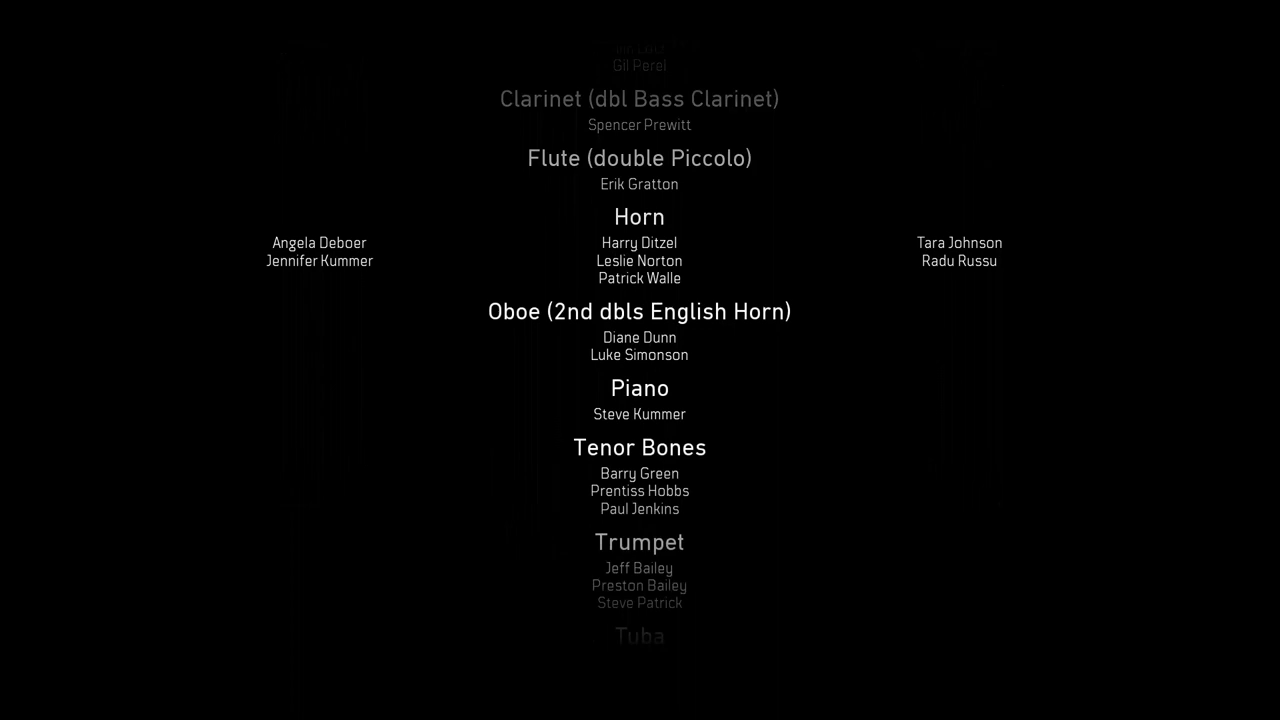 Gil Perel
Clarinet (dbl Bass Clarinet)
Spencer Prewitt
Flute (double Piccolo)
Erik Gratton
Horn
Angela Deboer Harry Ditzel Tara Johnson
Jennifer Kummer Leslie Norton Radu Russu
Patrick Walle
Oboe (2nd dbls English Horn)
Diane Dunn
Luke Simonson
Piano
Steve Kummer
Tenor Bones
Barry Green
Prentiss Hobbs
Paul Jenkins
Trumpet
Jeff Bailey
Preston Bailey
Steve Patrick
Tuba